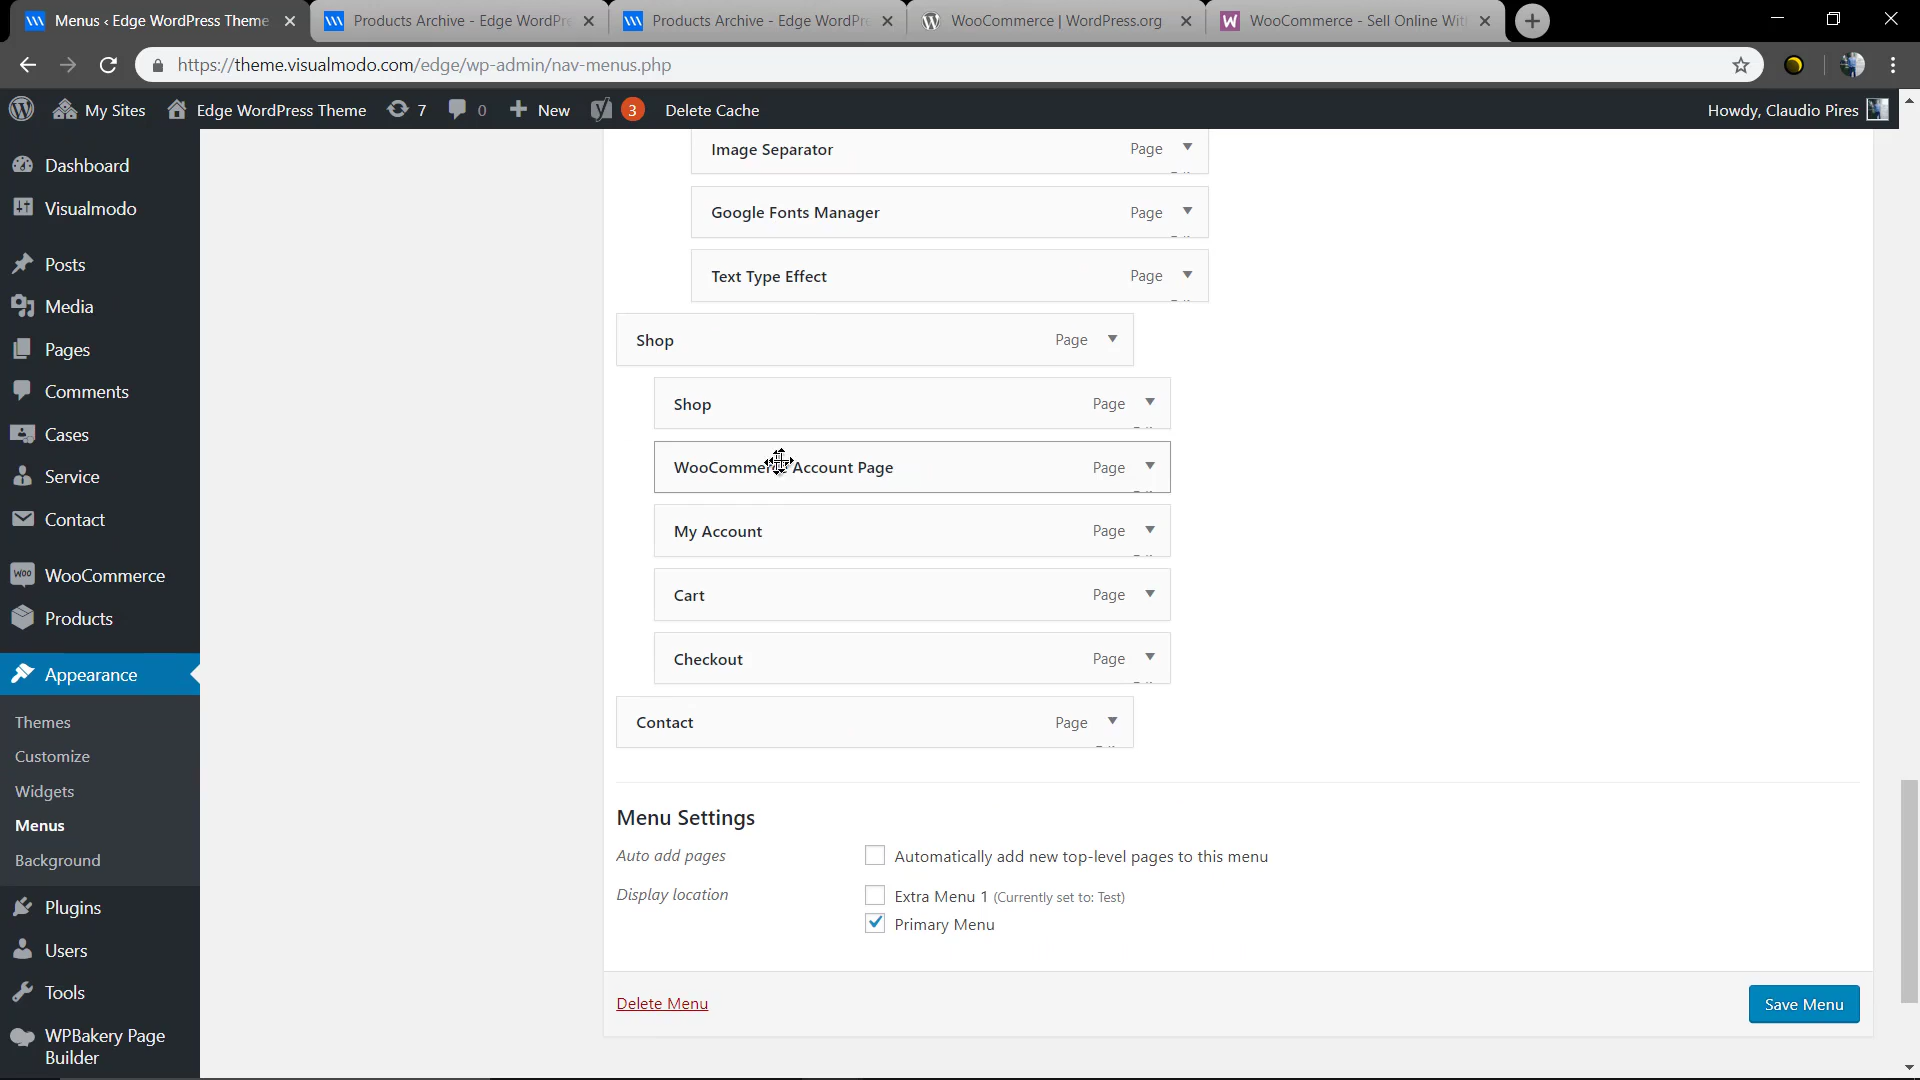 Menus ‹ Edge WordPress Theme
Products Archive - Edge WordPr
Products Archive - Edge WordPr
WooCommerce | WordPress.org
WooCommerce - Sell Online Wit
https://theme.visualmodo.com/edge/wp-admin/nav-menus.php
My Sites
Edge WordPress Theme
7
0
New
3
Delete Cache
Howdy, Claudio Pires
Dashboard
Visualmodo
Posts
Media
Pages
Comments
Cases
Service
Contact
WooCommerce
Products
Appearance
Themes
Customize
Widgets
Menus
Background
Plugins
Users
Tools
WPBakery Page
Builder
Image Separator Page
Google Fonts Manager Page
Text Type Effect Page
Shop Page
Shop Page
WooCommerce Account Page Page
My Account Page
Cart Page
Checkout Page
Contact Page
Menu Settings
Auto add pages
Automatically add new top-level pages to this menu
Display location
Extra Menu 1 (Currently set to: Test)
Primary Menu
Delete Menu
Save Menu